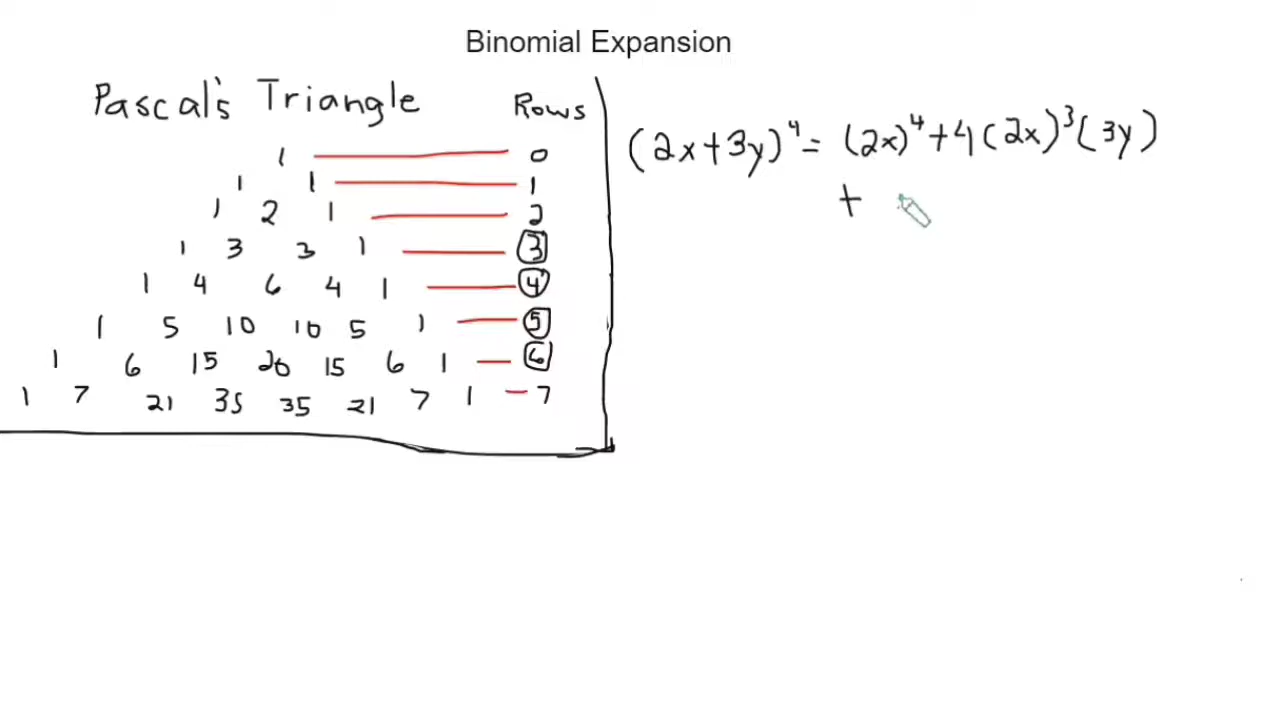 Binomial Expansion
Pascal's Triangle Rows
1 0
1 1 1
1 2 1 2
1 3 3 1 3
1 4 6 4 1 4
1 5 10 10 5 1 5
1 6 15 20 15 6 1 6
1 7 21 35 35 21 7 1 7
(2x+3y)⁴ = (2x)⁴ + 4(2x)³(3y)
+